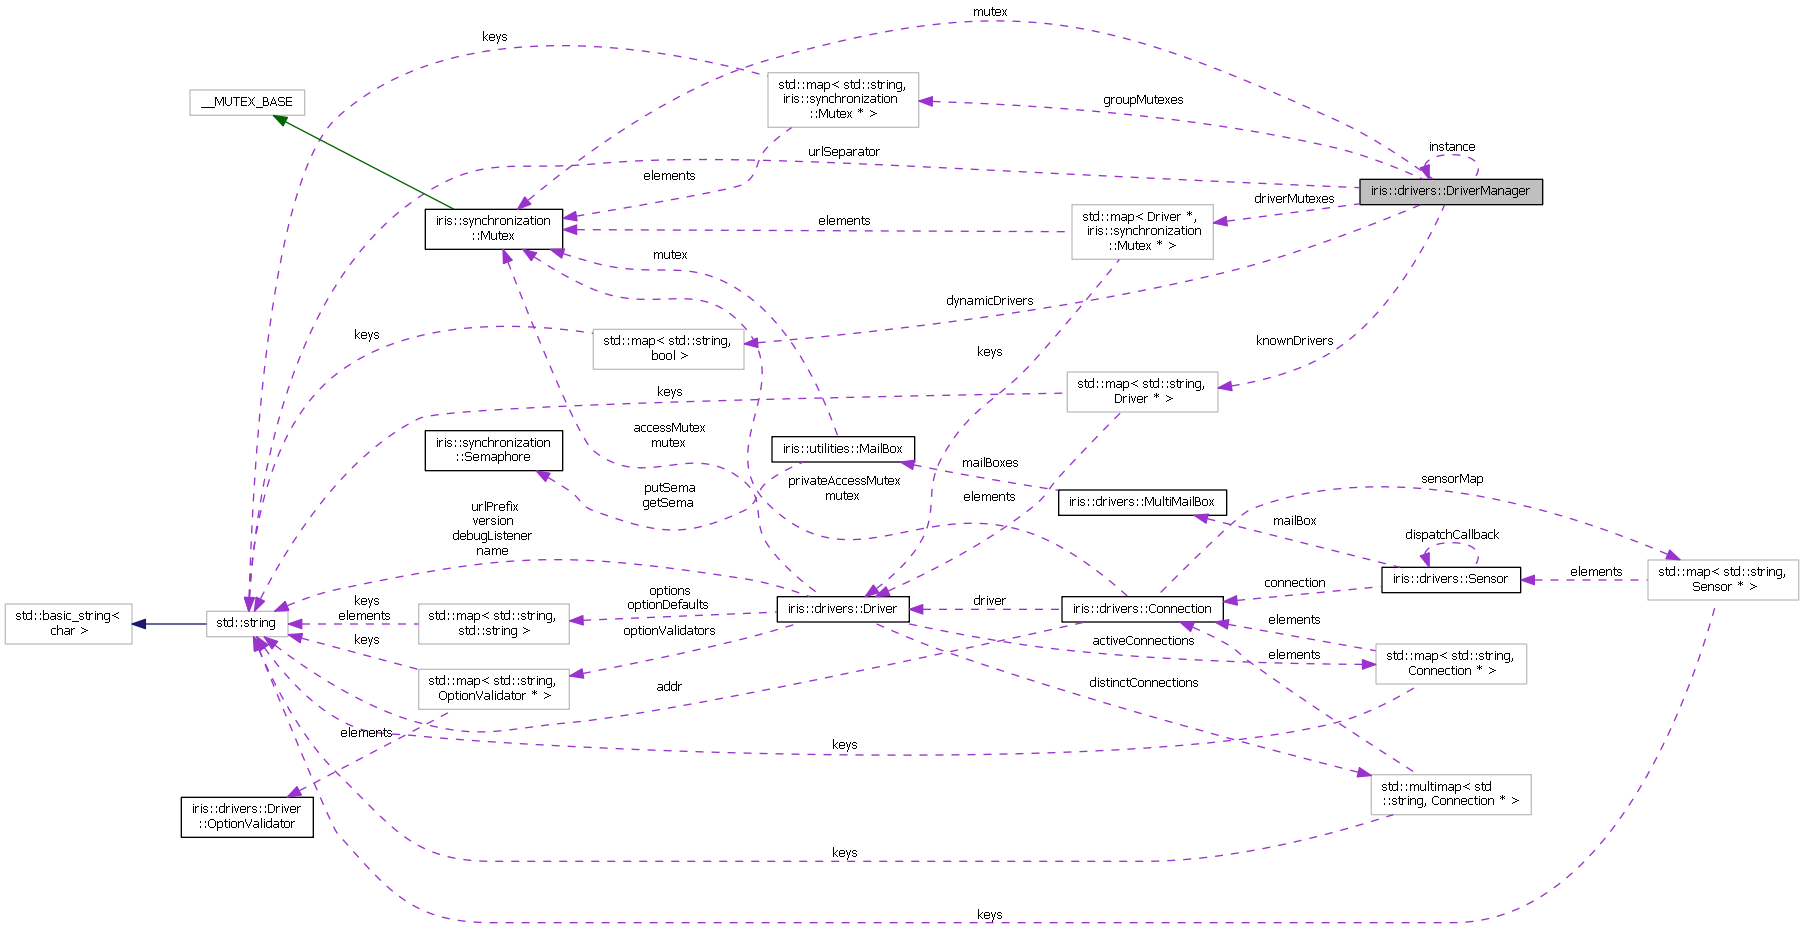 mutex
keys
std::map< std::string,
iris::synchronization
::Mutex * >
groupMutexes
__MUTEX_BASE
urlSeparator
instance
elements
iris::drivers::DriverManager
driverMutexes
iris::synchronization
::Mutex
elements
std::map< Driver *,
iris::synchronization
::Mutex * >
mutex
dynamicDrivers
keys
std::map< std::string,
bool >
keys
knownDrivers
keys
std::map< std::string,
Driver * >
accessMutex
mutex
iris::synchronization
::Semaphore
iris::utilities::MailBox
mailBoxes
sensorMap
putSema
getSema
privateAccessMutex
mutex
elements
iris::drivers::MultiMailBox
mailBox
urlPrefix
version
debugListener
name
dispatchCallback
elements
std::map< std::string,
Sensor * >
iris::drivers::Sensor
connection
options
optionDefaults
keys
elements
std::basic_string<
char >
std::string
std::map< std::string,
std::string >
iris::drivers::Driver
driver
iris::drivers::Connection
elements
optionValidators
keys
activeConnections
elements
std::map< std::string,
Connection * >
std::map< std::string,
OptionValidator * >
addr
distinctConnections
elements
keys
iris::drivers::Driver
::OptionValidator
std::multimap< std
::string, Connection * >
keys
keys